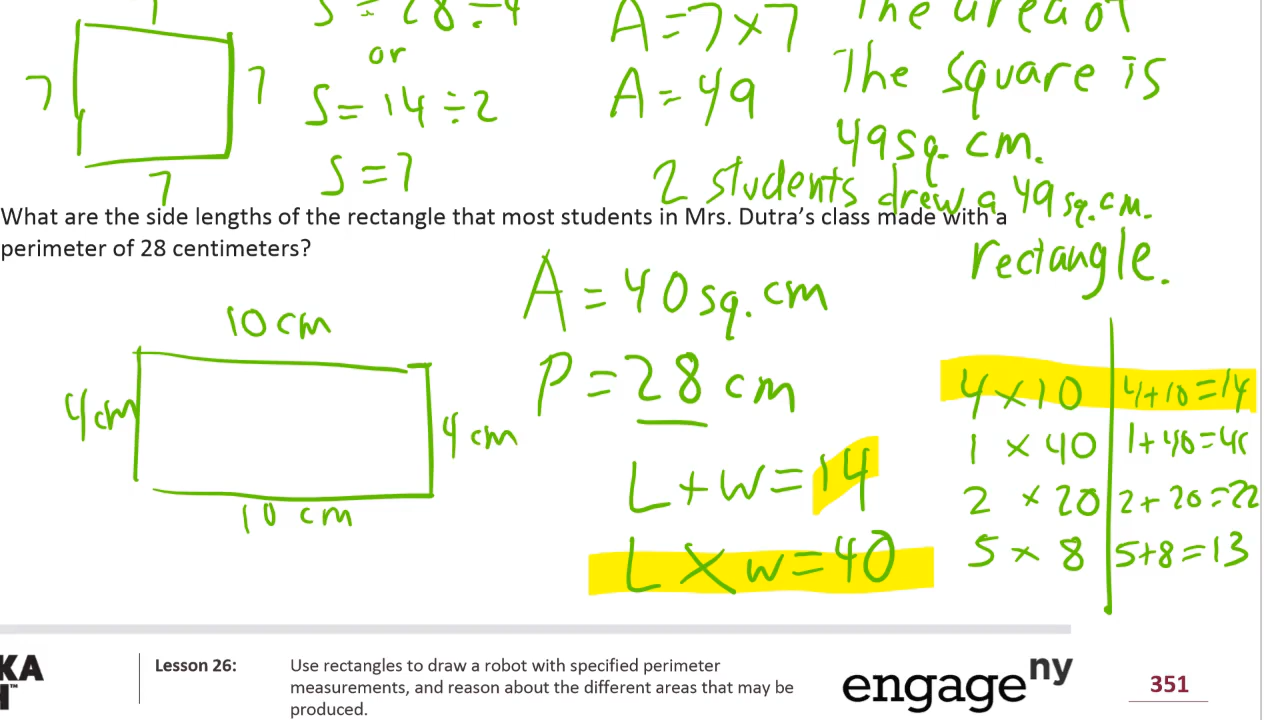 7
7
7
7
S = 28 ÷ 4
or
S = 14 ÷ 2
S = 7
A = 7 × 7
A = 49
The area of
The square is
49 sq. cm.
2 students drew a 49 sq. cm.
rectangle.
What are the side lengths of the rectangle that most students in Mrs. Dutra's class made with a
perimeter of 28 centimeters?
10 cm
4 cm
4 cm
10 cm
A = 40 sq. cm
P = 28 cm
L + W = 14
L × W = 40
4 × 10 4+10=14
1 × 40 1+40=4
2 × 20 2+20=22
5 × 8 5+8=13
KA
H™
Lesson 26:
Use rectangles to draw a robot with specified perimeter
measurements, and reason about the different areas that may be
produced.
engage ny
351